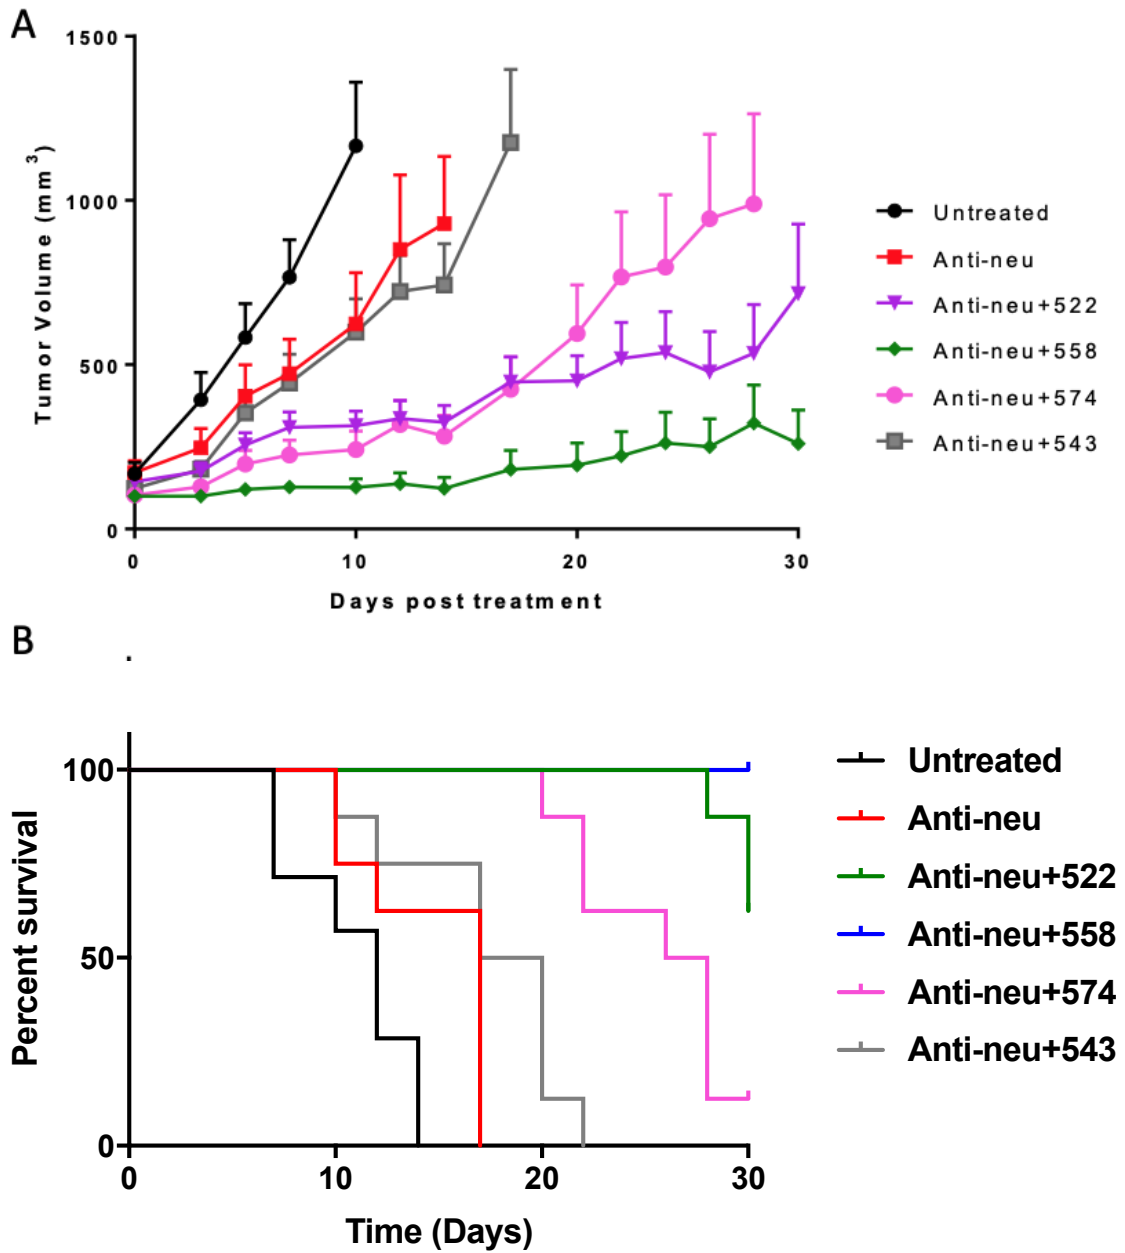 A
1500
1000
500
0
Tumor Volume (mm³)
0
10
20
30
Days post treatment
Untreated
Anti-neu
Anti-neu+522
Anti-neu+558
Anti-neu+574
Anti-neu+543
B
100
50
0
Percent survival
0
10
20
30
Time (Days)
Untreated
Anti-neu
Anti-neu+522
Anti-neu+558
Anti-neu+574
Anti-neu+543